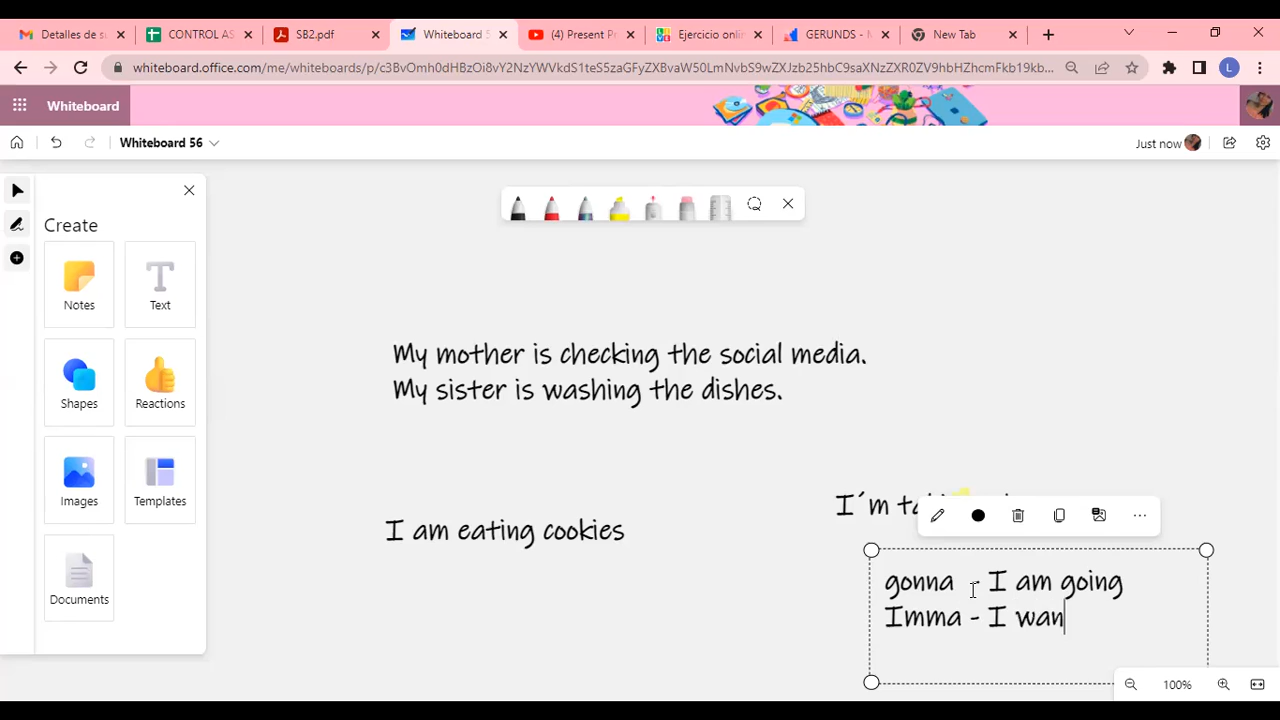 Detalles de s
CONTROL AS
SB2.pdf
Whiteboard 5
(4) Present P
Ejercicio onlin
GERUNDS - M
New Tab
whiteboard.office.com/me/whiteboards/p/
Whiteboard
L
Whiteboard 56
Just now
Create
Notes
Text
Shapes
Reactions
Images
Templates
Documents
My mother is checking the social media.
My sister is washing the dishes.
I´m
I am eating cookies
gonna - I am going
Imma - I wan
100%